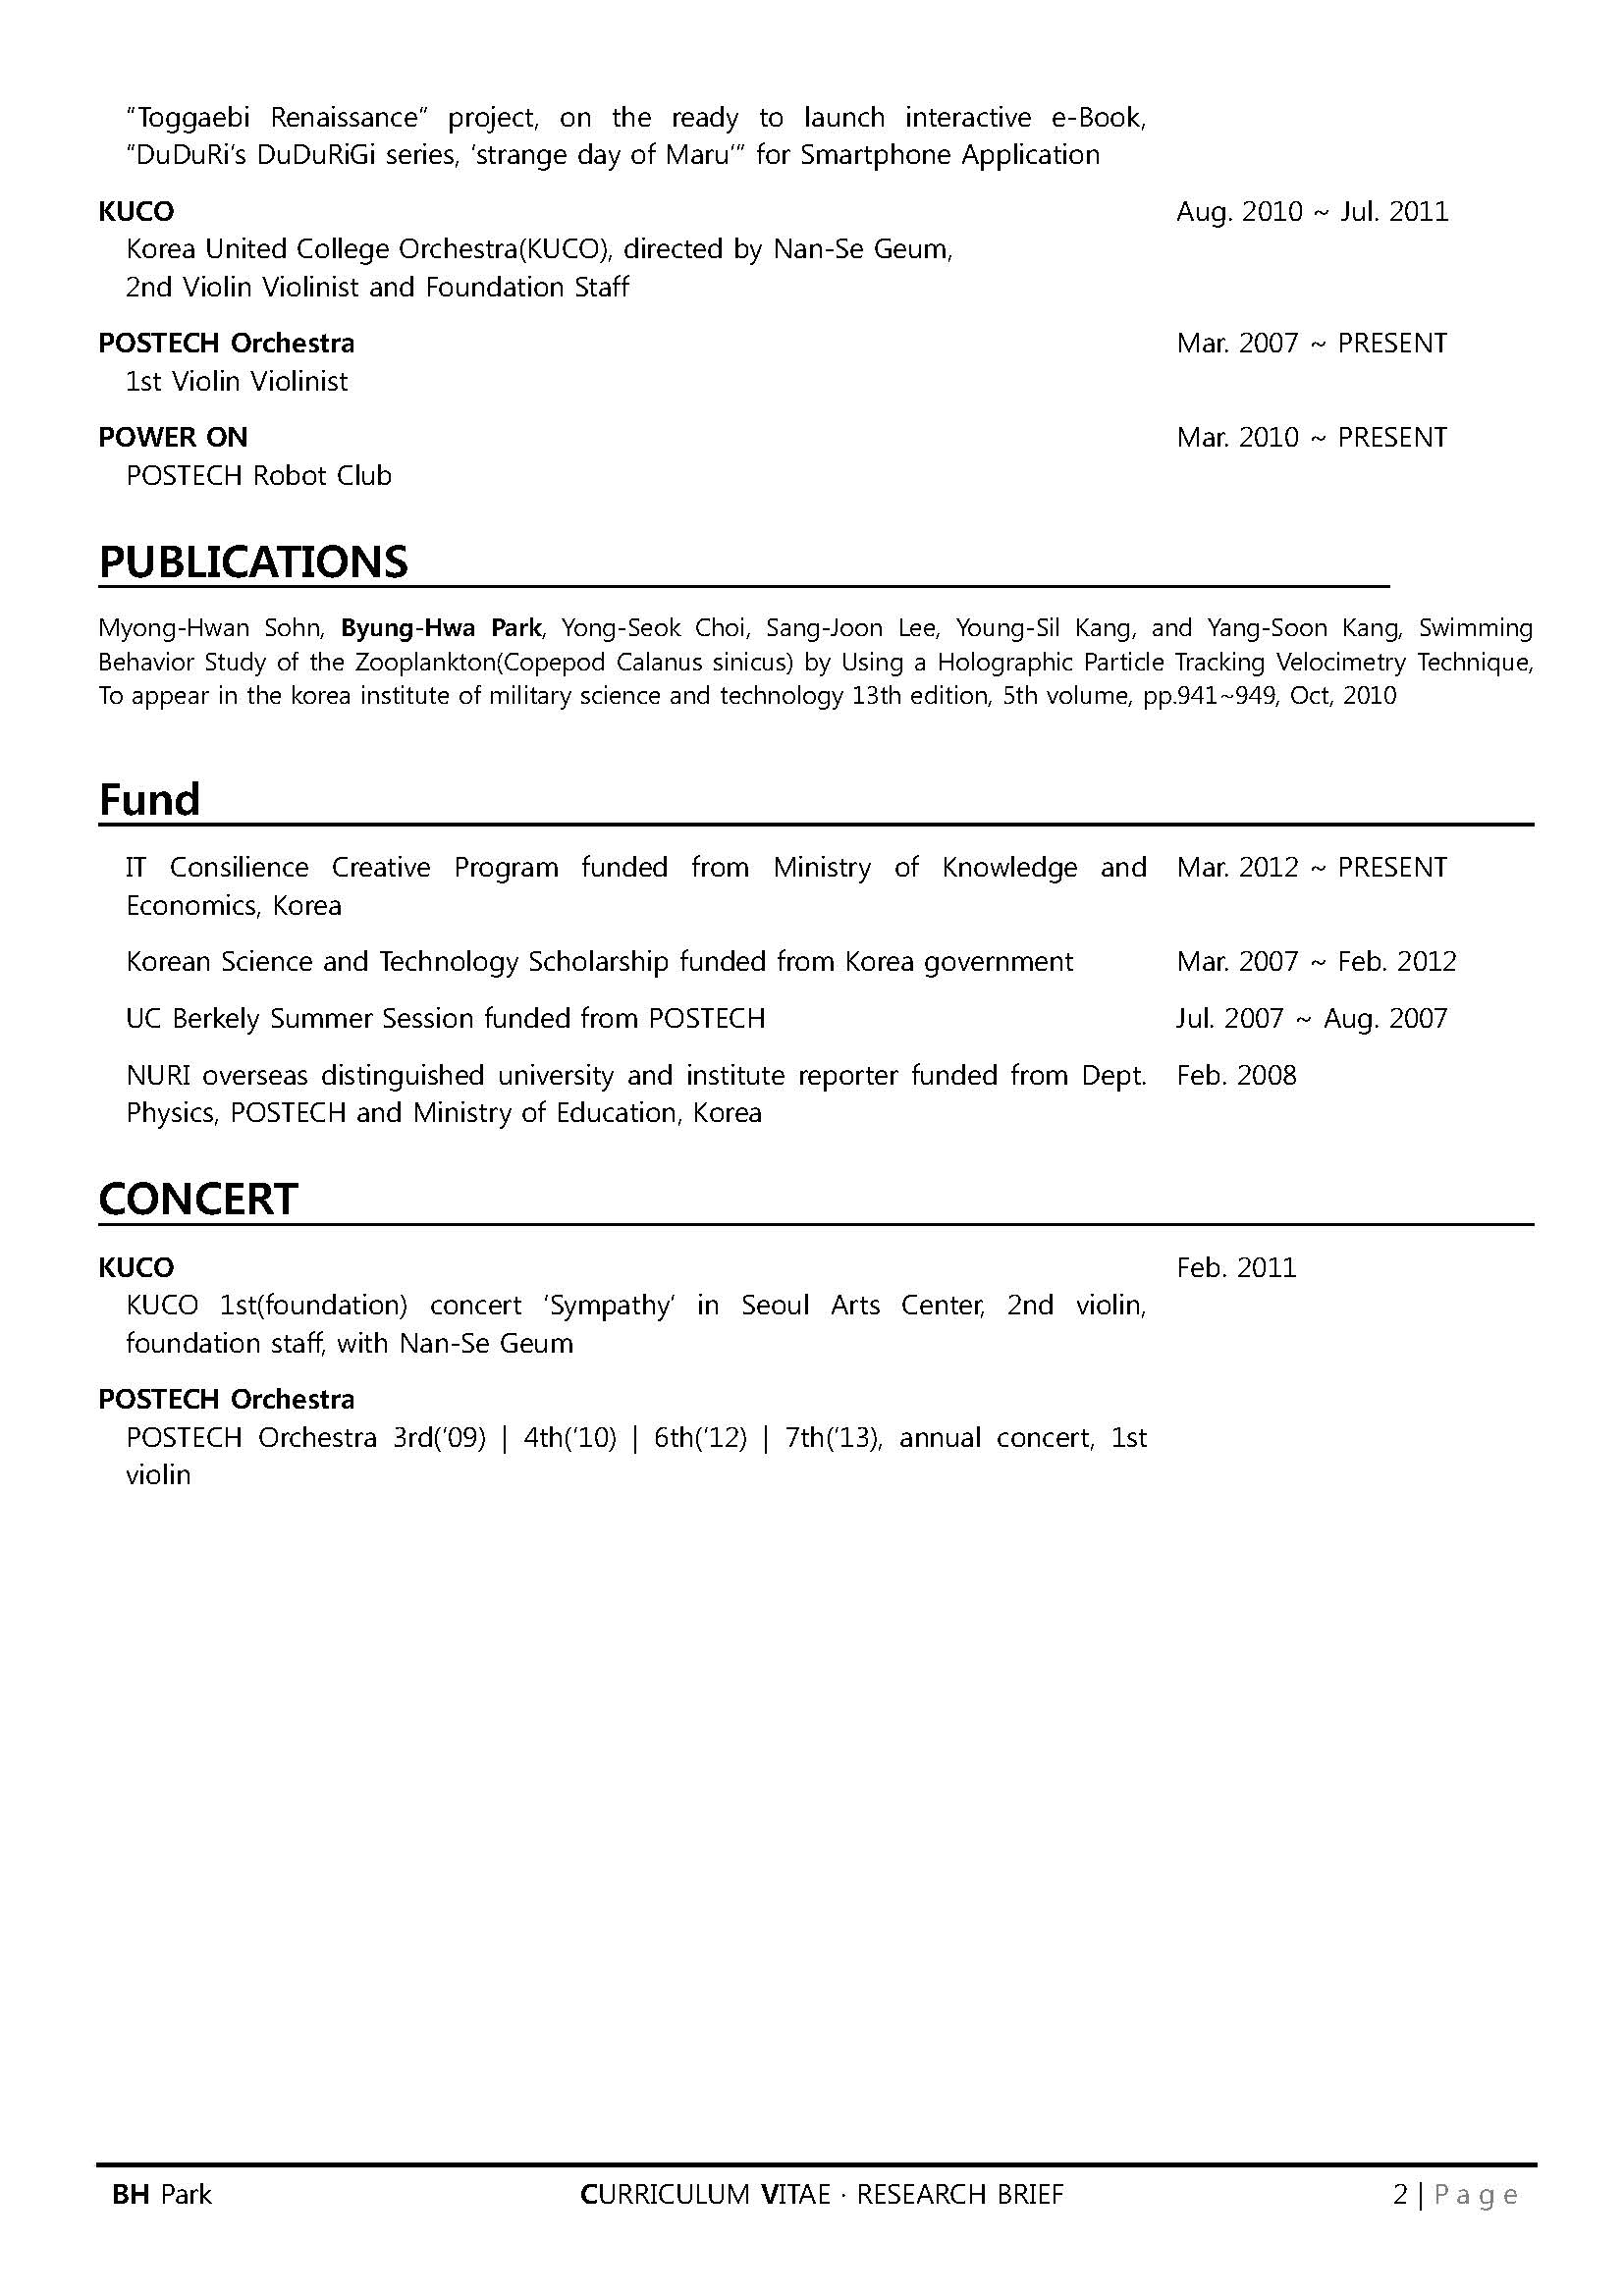 “Toggaebi Renaissance” project, on the ready to launch interactive e-Book,
“DuDuRi’s DuDuRiGi series, ‘strange day of Maru’” for Smartphone Application
KUCO Aug. 2010 ~ Jul. 2011
Korea United College Orchestra(KUCO), directed by Nan-Se Geum,
2nd Violin Violinist and Foundation Staff
POSTECH Orchestra Mar. 2007 ~ PRESENT
1st Violin Violinist
POWER ON Mar. 2010 ~ PRESENT
POSTECH Robot Club
PUBLICATIONS
Myong-Hwan Sohn, Byung-Hwa Park, Yong-Seok Choi, Sang-Joon Lee, Young-Sil Kang, and Yang-Soon Kang, Swimming
Behavior Study of the Zooplankton(Copepod Calanus sinicus) by Using a Holographic Particle Tracking Velocimetry Technique,
To appear in the korea institute of military science and technology 13th edition, 5th volume, pp.941~949, Oct, 2010
Fund
IT Consilience Creative Program funded from Ministry of Knowledge and Mar. 2012 ~ PRESENT
Economics, Korea
Korean Science and Technology Scholarship funded from Korea government Mar. 2007 ~ Feb. 2012
UC Berkely Summer Session funded from POSTECH Jul. 2007 ~ Aug. 2007
NURI overseas distinguished university and institute reporter funded from Dept. Feb. 2008
Physics, POSTECH and Ministry of Education, Korea
CONCERT
KUCO Feb. 2011
KUCO 1st(foundation) concert ‘Sympathy’ in Seoul Arts Center, 2nd violin,
foundation staff, with Nan-Se Geum
POSTECH Orchestra
POSTECH Orchestra 3rd(’09) | 4th(’10) | 6th(’12) | 7th(’13), annual concert, 1st
violin
BH Park CURRICULUM VITAE · RESEARCH BRIEF 2 | Page